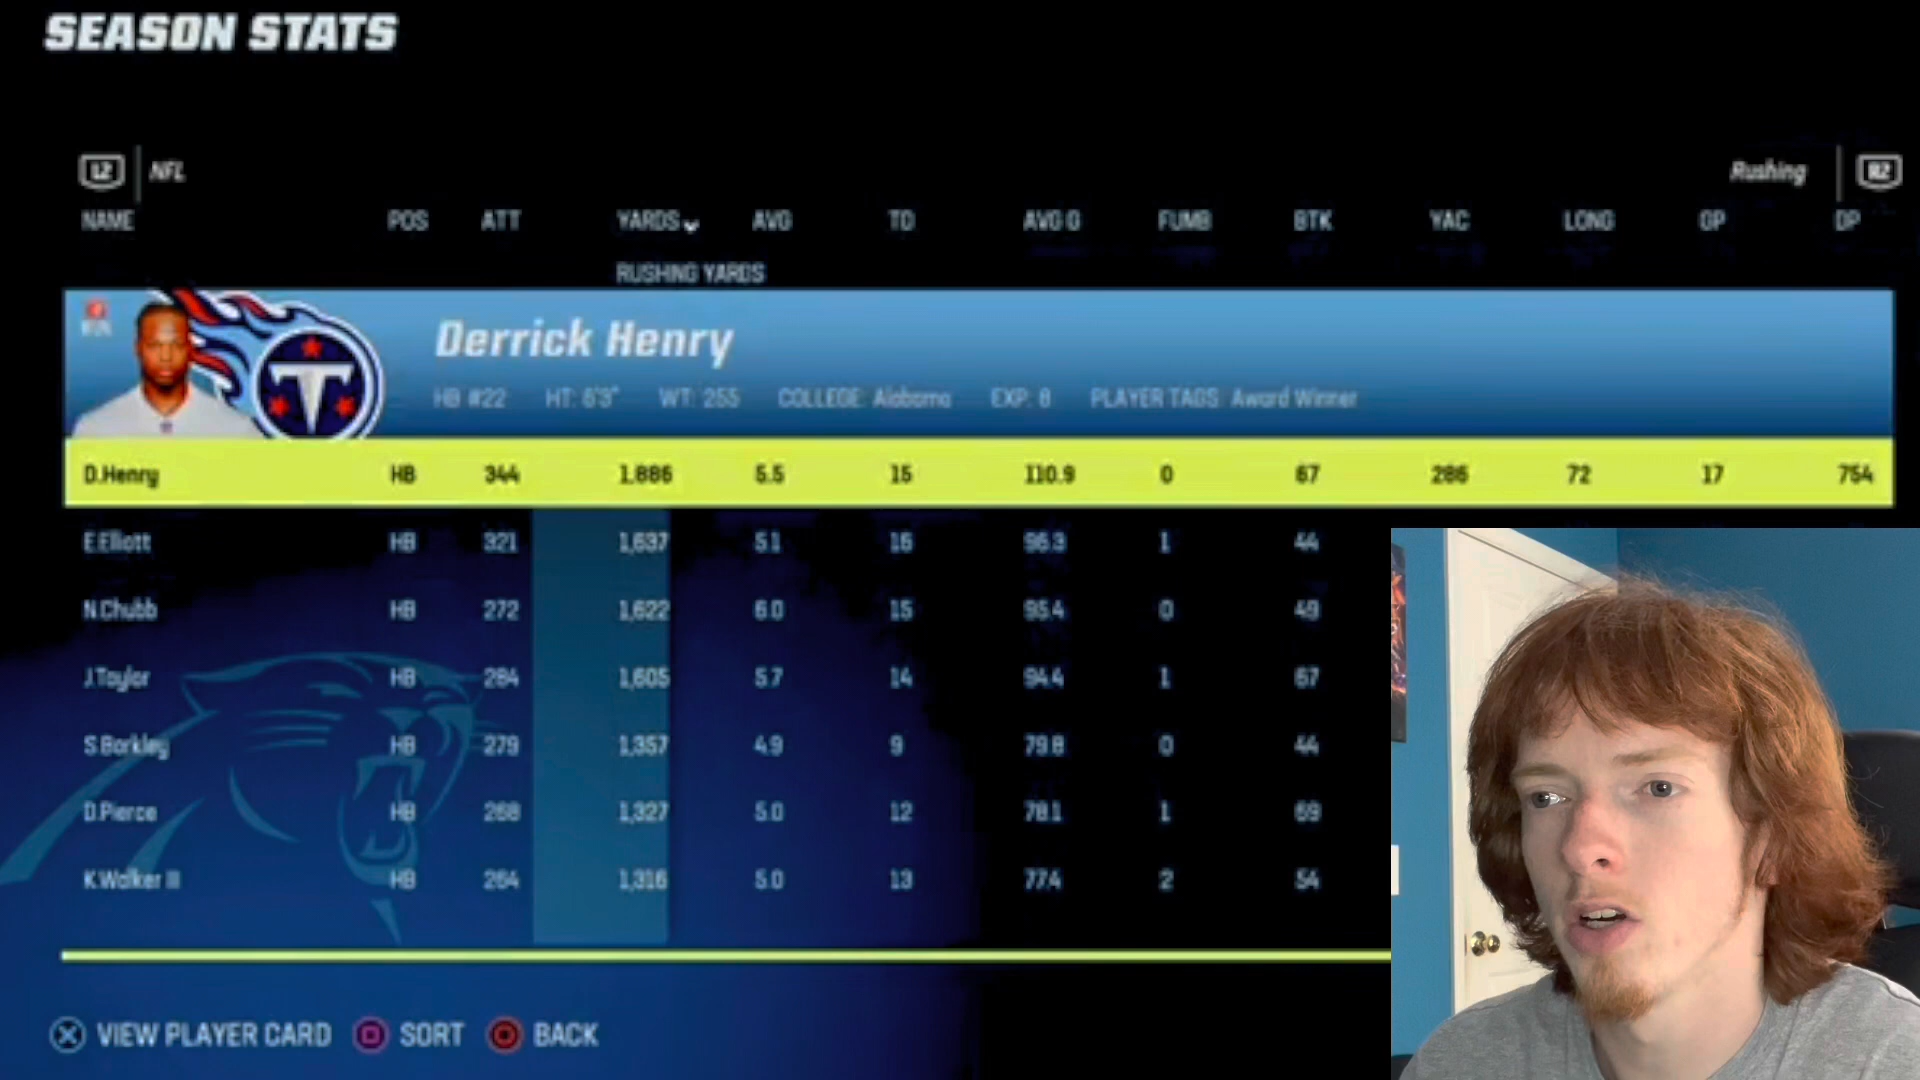 SEASON STATS
L2 NFL Rushing R2
NAME POS ATT YARDS AVG TD AVG G FUMB BTK YAC LONG GP DP
RUSHING YARDS
Derrick Henry
HB #22 HT: 6'3" WT: 255 COLLEGE: Alabama EXP: 8 PLAYER TAGS: Award Winner
D.Henry HB 344 1,886 5.5 15 110.9 0 67 286 72 17 754
E.Elliott HB 321 1,637 5.1 16 96.3 1 44
N.Chubb HB 272 1,622 6.0 15 95.4 0 49
J.Taylor HB 284 1,605 5.7 14 94.4 1 67
S.Barkley HB 279 1,357 4.9 9 79.8 0 44
D.Pierce HB 268 1,327 5.0 12 78.1 1 69
K.Walker III HB 264 1,316 5.0 13 77.4 2 54
VIEW PLAYER CARD SORT BACK